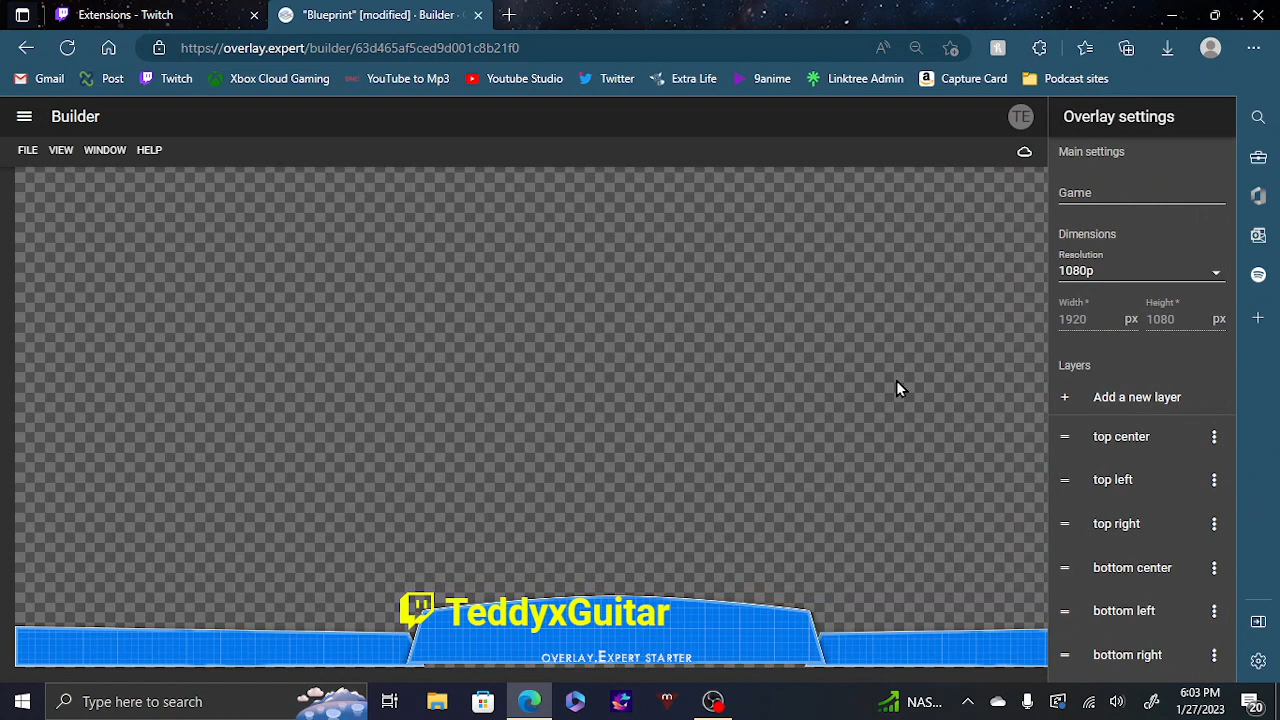 Extensions - Twitch
"Blueprint" [modified] - Builder -
https://overlay.expert/builder/63d465af5ced9d001c8b21f0
Gmail
Post
Twitch
Xbox Cloud Gaming
YouTube to Mp3
Youtube Studio
Twitter
Extra Life
9anime
Linktree Admin
Capture Card
Podcast sites
Builder
TE
Overlay settings
FILE VIEW WINDOW HELP
Main settings
Game
Dimensions
Resolution
1080p
Width * Height *
1920 px 1080 px
Layers
+ Add a new layer
top center
top left
top right
bottom center
bottom left
bottom right
TeddyxGuitar
OVERLAY.EXPERT STARTER
Type here to search
NAS...
6:03 PM
1/27/2023
20